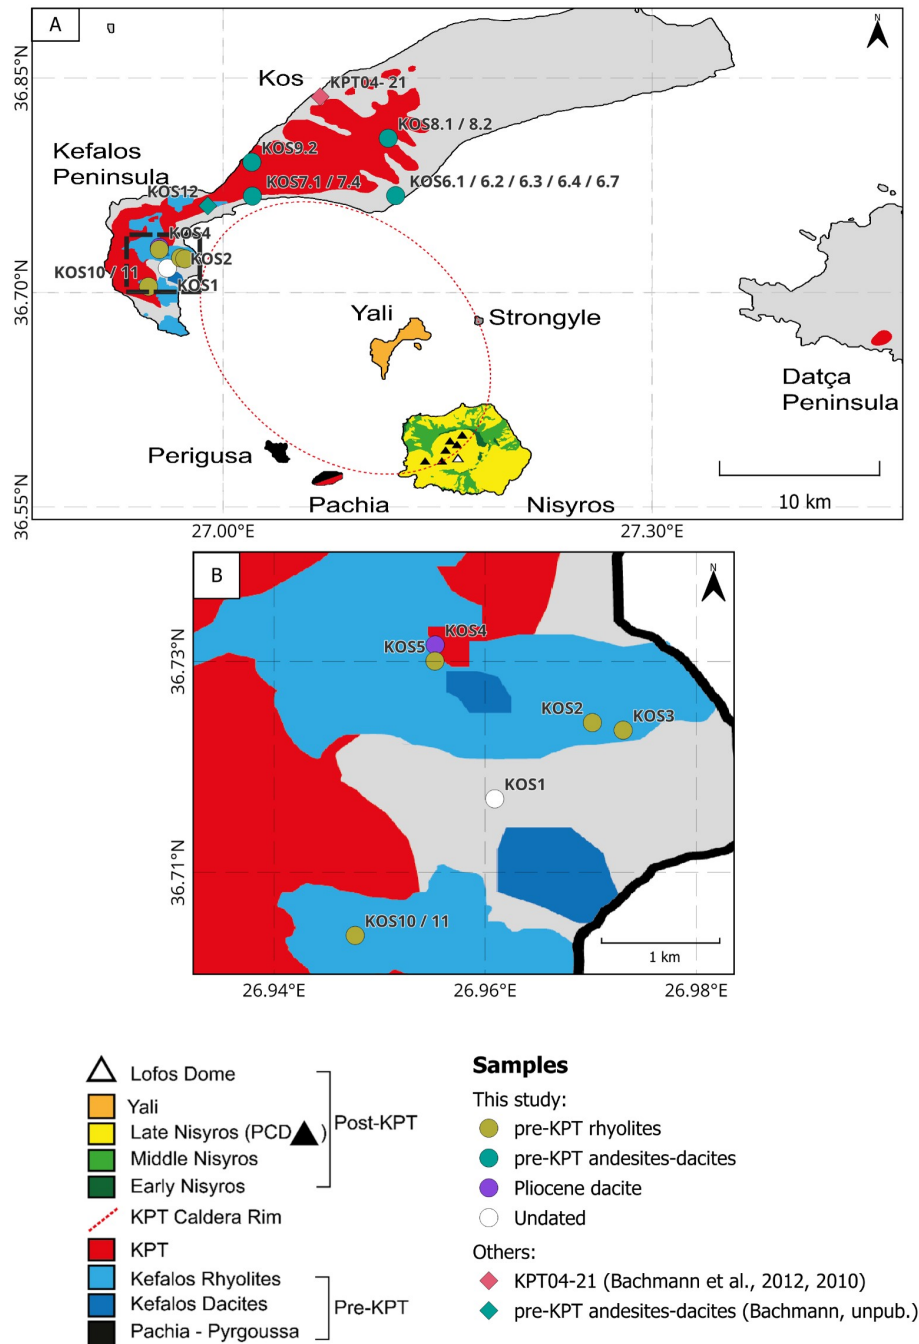 A
N
36.85°N
Kos
KPT04- 21
KOS8.1 / 8.2
Kefalos
Peninsula
KOS9.2
KOS7.1 / 7.4
KOS6.1 / 6.2 / 6.3 / 6.4 / 6.7
KOS12
KOS4
KOS2
KOS10 / 11
KOS1
36.70°N
Yali
Strongyle
Datça
Peninsula
Perigusa
Pachia
Nisyros
10 km
36.55°N
27.00°E
27.30°E
B
N
KOS4
KOS5
36.73°N
KOS2
KOS3
KOS1
36.71°N
KOS10 / 11
1 km
26.94°E
26.96°E
26.98°E
Lofos Dome
Yali
Late Nisyros (PCD )
Middle Nisyros
Early Nisyros
Post-KPT
KPT Caldera Rim
KPT
Kefalos Rhyolites
Kefalos Dacites
Pachia - Pyrgoussa
Pre-KPT
Samples
This study:
pre-KPT rhyolites
pre-KPT andesites-dacites
Pliocene dacite
Undated
Others:
KPT04-21 (Bachmann et al., 2012, 2010)
pre-KPT andesites-dacites (Bachmann, unpub.)